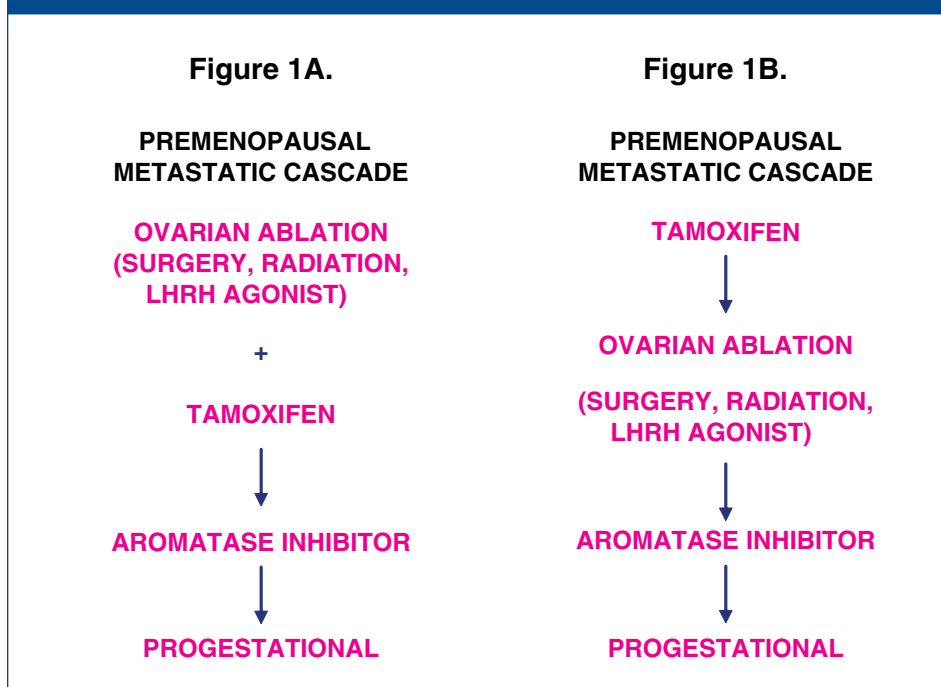 Figure 1A.
PREMENOPAUSAL
METASTATIC CASCADE
OVARIAN ABLATION
(SURGERY, RADIATION,
LHRH AGONIST)
+
TAMOXIFEN
AROMATASE INHIBITOR
PROGESTATIONAL
Figure 1B.
PREMENOPAUSAL
METASTATIC CASCADE
TAMOXIFEN
OVARIAN ABLATION
(SURGERY, RADIATION,
LHRH AGONIST)
AROMATASE INHIBITOR
PROGESTATIONAL